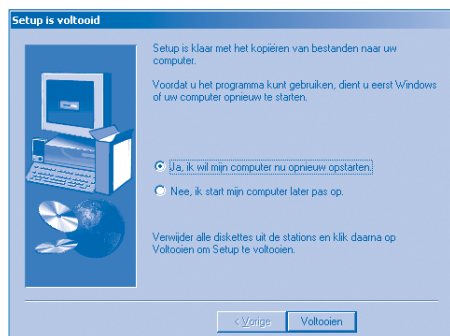 Setup is voltooid
Setup is klaar met het kopiëren van bestanden naar uw
computer.
Voordat u het programma kunt gebruiken, dient u eerst Windows
of uw computer opnieuw te starten.
Ja, ik wil mijn computer nu opnieuw opstarten.
Nee, ik start mijn computer later pas op.
Verwijder alle diskettes uit de stations en klik daarna op
Voltooien om Setup te voltooien.
< Vorige
Voltooien